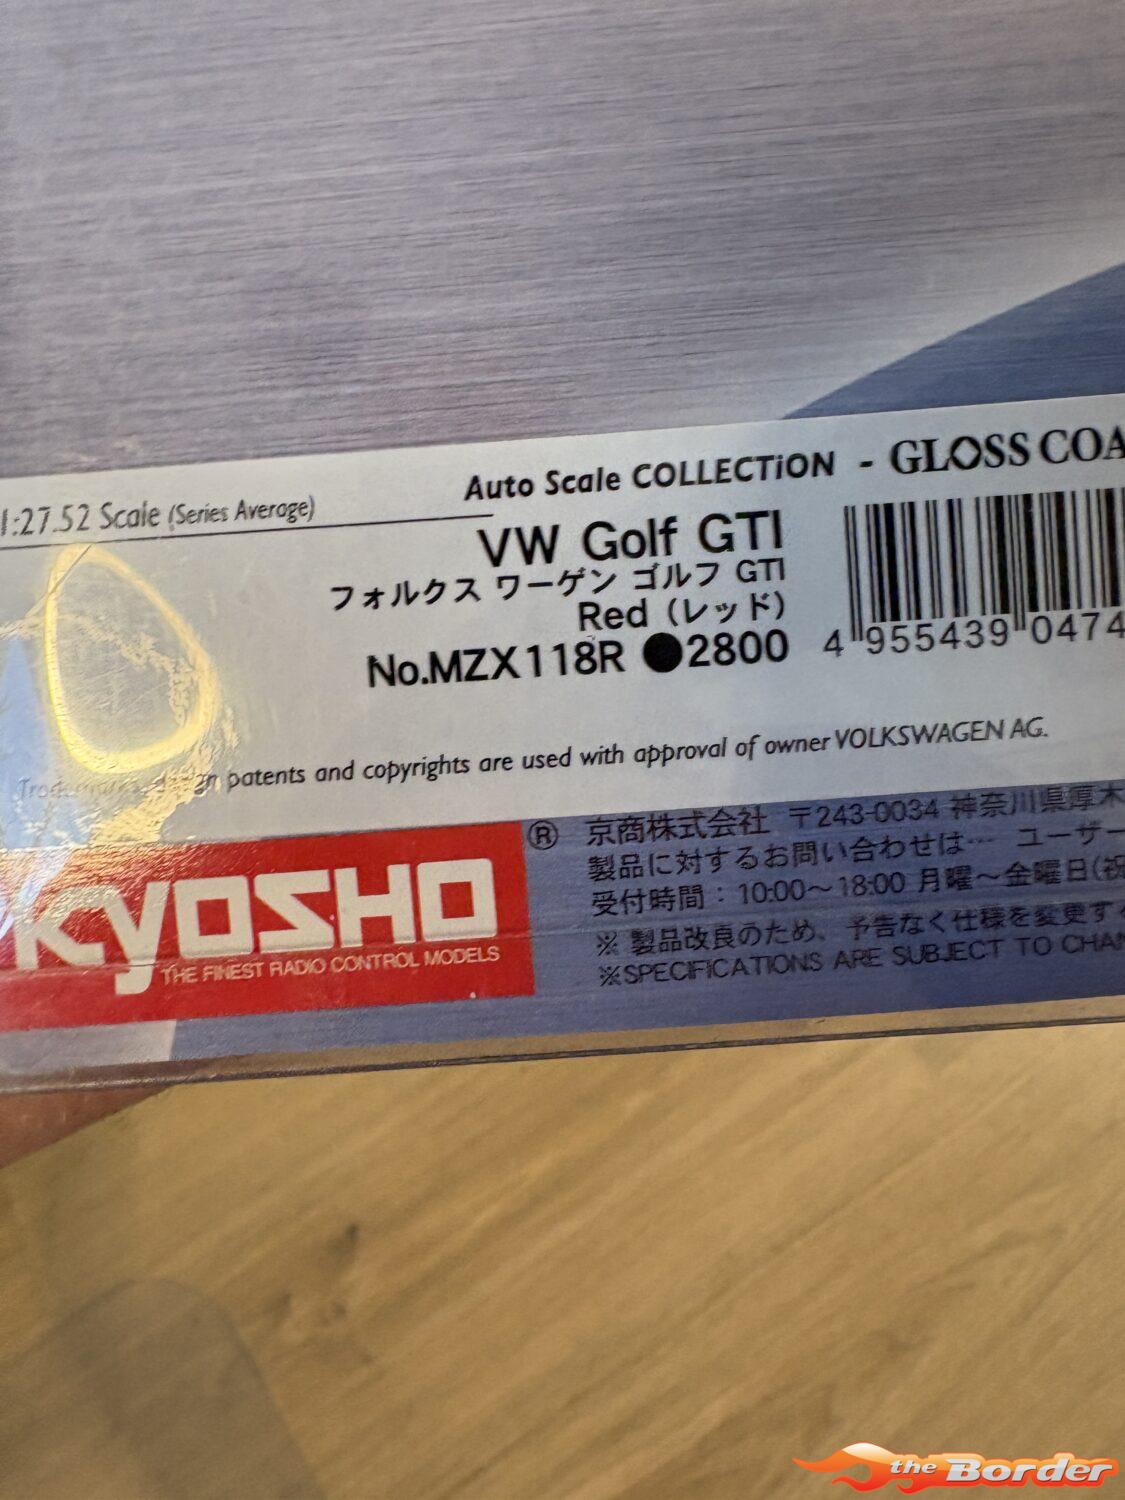 Auto Scale COLLECTiON - GLOSS COA
1:27.52 Scale (Series Average)
VW Golf GTI
フォルクス ワーゲン ゴルフ GTI
Red（レッド）
No.MZX118R ●2800
4 955439 0474
patents and copyrights are used with approval of owner VOLKSWAGEN AG.
KYOSHO ®
THE FINEST RADIO CONTROL MODELS
京商株式会社 〒243-0034 神奈川県厚木
製品に対するお問い合わせは… ユーザー
受付時間：10:00～18:00 月曜～金曜日(祝
※ 製品改良のため、予告なく仕様を変更す
※SPECIFICATIONS ARE SUBJECT TO CHAN
the Border